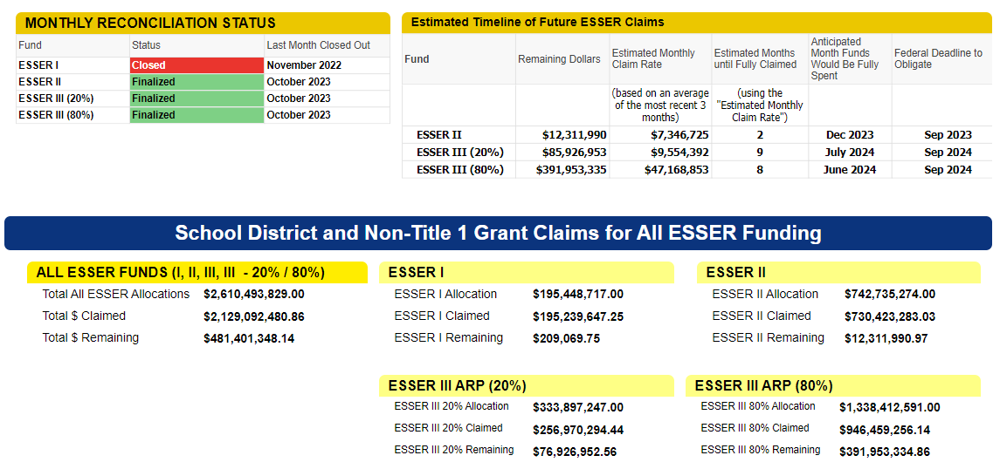 MONTHLY RECONCILIATION STATUS
Fund Status Last Month Closed Out
ESSER I Closed November 2022
ESSER II Finalized October 2023
ESSER III (20%) Finalized October 2023
ESSER III (80%) Finalized October 2023
Estimated Timeline of Future ESSER Claims
Fund Remaining Dollars Estimated Monthly Claim Rate Estimated Months until Fully Claimed Anticipated Month Funds Would Be Fully Spent Federal Deadline to Obligate
(based on an average of the most recent 3 months) (using the "Estimated Monthly Claim Rate")
ESSER II $12,311,990 $7,346,725 2 Dec 2023 Sep 2023
ESSER III (20%) $85,926,953 $9,554,392 9 July 2024 Sep 2024
ESSER III (80%) $391,953,335 $47,168,853 8 June 2024 Sep 2024
School District and Non-Title 1 Grant Claims for All ESSER Funding
ALL ESSER FUNDS (I, II, III, III - 20% / 80%)
Total All ESSER Allocations $2,610,493,829.00
Total $ Claimed $2,129,092,480.86
Total $ Remaining $481,401,348.14
ESSER I
ESSER I Allocation $195,448,717.00
ESSER I Claimed $195,239,647.25
ESSER I Remaining $209,069.75
ESSER II
ESSER II Allocation $742,735,274.00
ESSER II Claimed $730,423,283.03
ESSER II Remaining $12,311,990.97
ESSER III ARP (20%)
ESSER III 20% Allocation $333,897,247.00
ESSER III 20% Claimed $256,970,294.44
ESSER III 20% Remaining $76,926,952.56
ESSER III ARP (80%)
ESSER III 80% Allocation $1,338,412,591.00
ESSER III 80% Claimed $946,459,256.14
ESSER III 80% Remaining $391,953,334.86